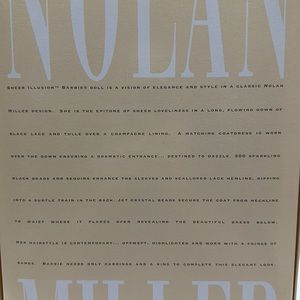 NOLAN
Sheer Illusion™ Barbie® doll is a vision of elegance and style in a classic Nolan
Miller design. She is the epitome of sheer loveliness in a long, flowing gown of
black lace and tulle over a champagne lining. A matching coatdress is worn
over the gown ensuring a dramatic entrance... destined to dazzle. 500 sparkling
black beads and sequins enhance the sleeves and scalloped lace hemline, dipping
into a subtle train in the back. Jet crystal beads secure the coat from neckline
to waist where it flares open revealing the beautiful dress below.
Her hairstyle is contemporary... upswept, highlighted and worn with a fringe of
bangs. Barbie needs only earrings and a ring to complete this elegant look.
MILLER